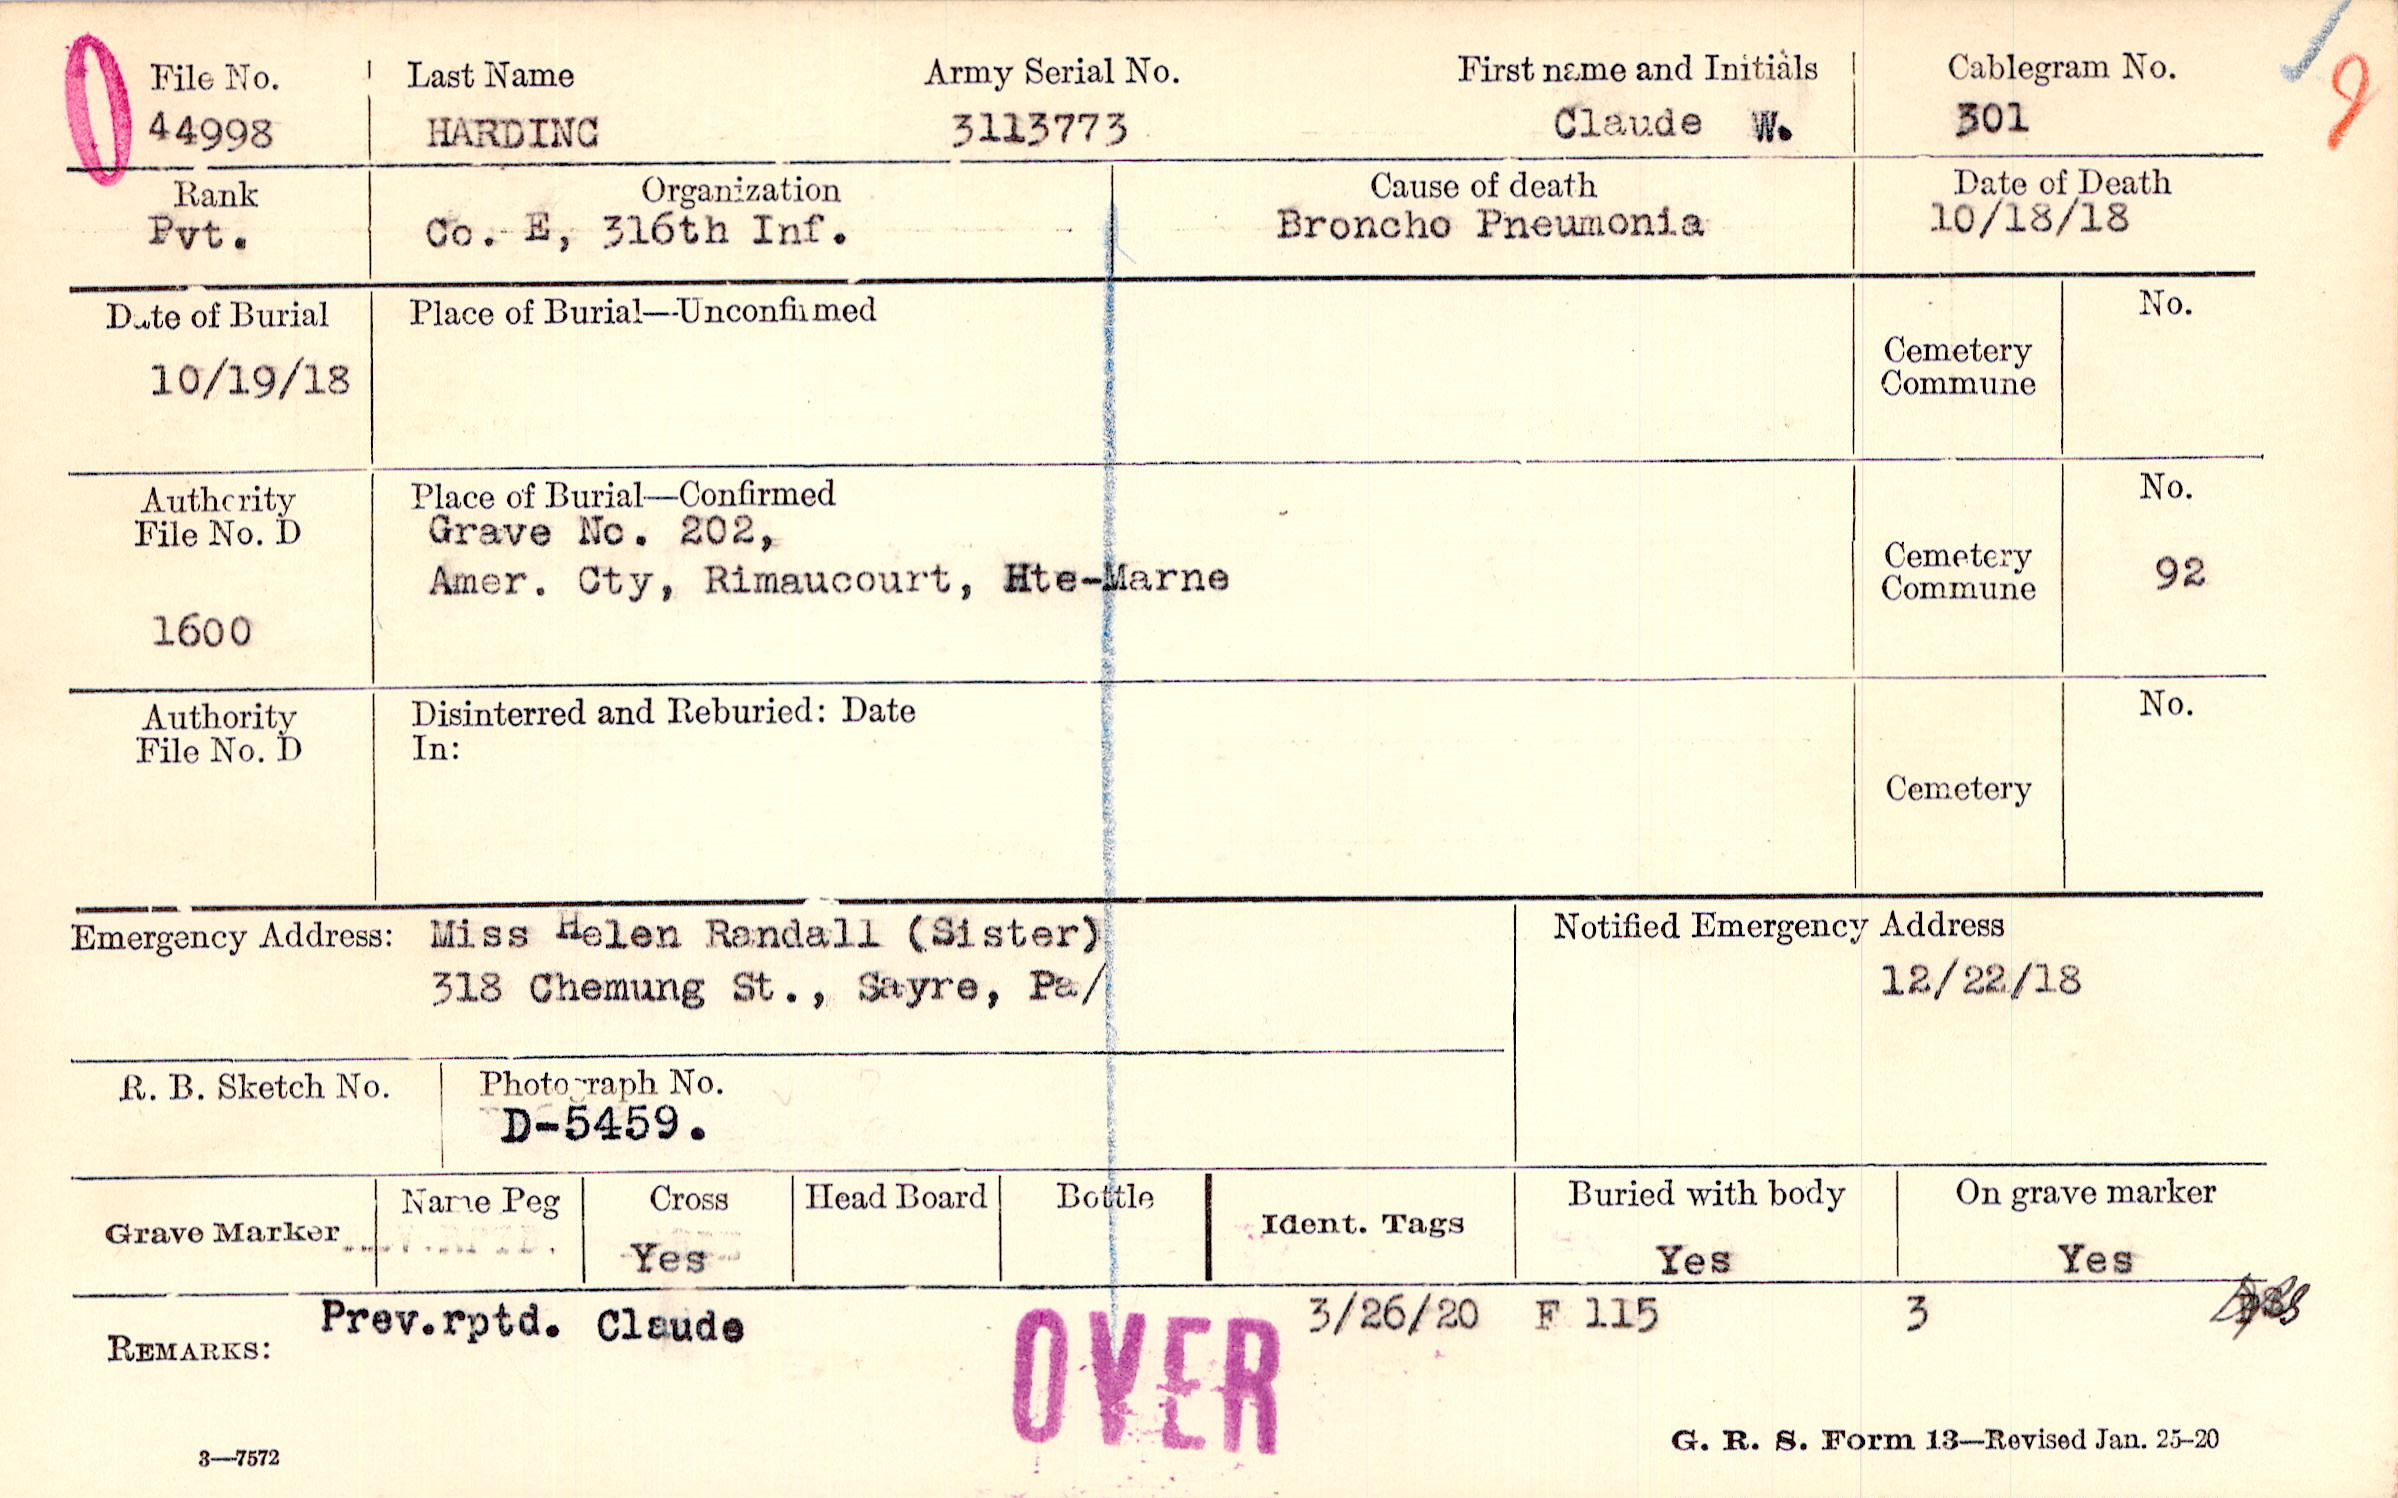 File No. Last Name Army Serial No. First name and Initials Cablegram No.
44998 HARDING 3113773 Claude W. 301
Rank Organization Cause of death Date of Death
Pvt. Co. E, 316th Inf. Broncho Pneumonia 10/18/18
Date of Burial Place of Burial—Unconfirmed No.
10/19/18 Cemetery
Commune
Authority Place of Burial—Confirmed No.
File No. D Grave No. 202, Cemetery
Amer. Cty, Rimaucourt, Hte-Marne Commune 92
1600
Authority Disinterred and Reburied: Date No.
File No. D In:
Cemetery
Emergency Address: Miss Helen Randall (Sister) Notified Emergency Address
318 Chemung St., Sayre, Pa/ 12/22/18
R. B. Sketch No. Photograph No.
D-5459.
Grave Marker Name Peg Cross Head Board Bottle Ident. Tags Buried with body On grave marker
Yes Yes Yes
REMARKS: Prev.rptd. Claude 3/26/20 F 115 3
OVER
3—7572 G. R. S. Form 13—Revised Jan. 25-20